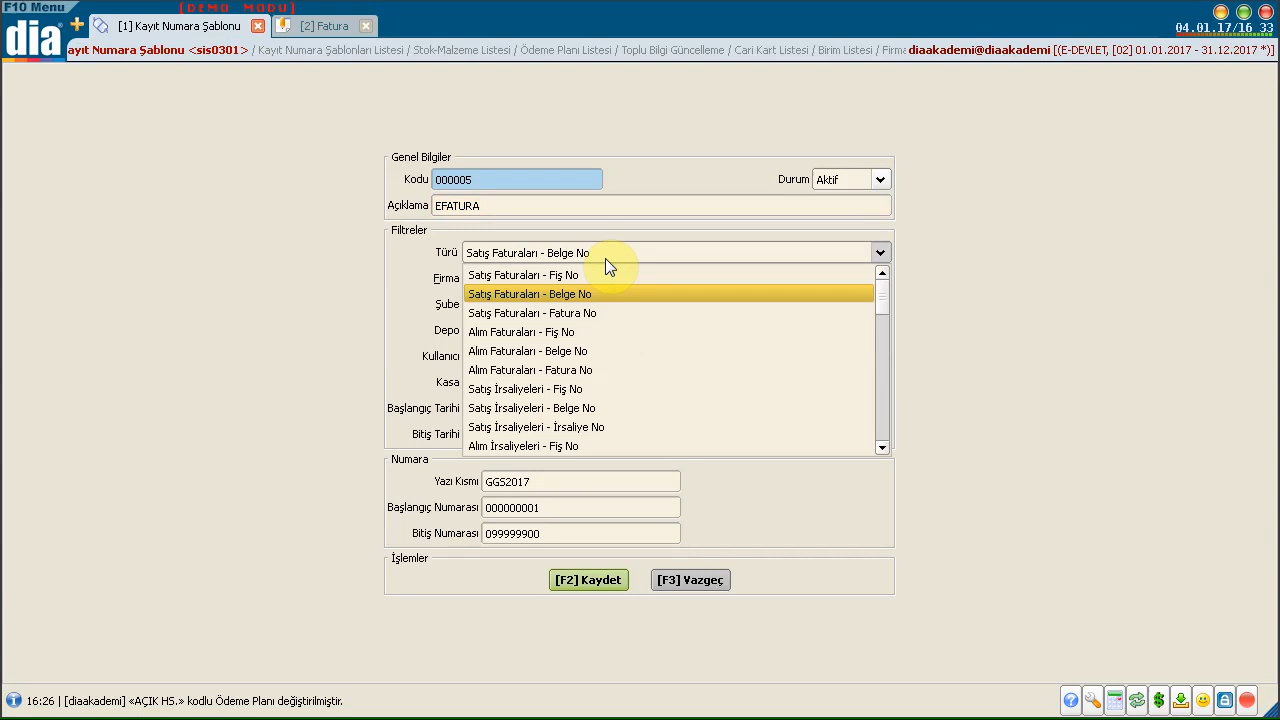 F10 Menu
[DEMO MODU]
[1] Kayıt Numara Şablonu
[2] Fatura
04.01.17/16 33
dia
ayıt Numara Şablonu <sis0301> / Kayıt Numara Şablonları Listesi / Stok-Malzeme Listesi / Ödeme Planı Listesi / Toplu Bilgi Güncelleme / Cari Kart Listesi / Birim Listesi / Firma diaakademi@diaakademi [(E-DEVLET, [02] 01.01.2017 - 31.12.2017 *)]
Genel Bilgiler
Kodu 000005 Durum Aktif
Açıklama EFATURA
Filtreler
Türü Satış Faturaları - Belge No
Firma Satış Faturaları - Fiş No
Satış Faturaları - Belge No
Şube Satış Faturaları - Fatura No
Depo Alım Faturaları - Fiş No
Kullanıcı Alım Faturaları - Belge No
Alım Faturaları - Fatura No
Kasa Satış İrsaliyeleri - Fiş No
Başlangıç Tarihi Satış İrsaliyeleri - Belge No
Bitiş Tarihi Satış İrsaliyeleri - İrsaliye No
Alım İrsaliyeleri - Fiş No
Numara
Yazı Kısmı GGS2017
Başlangıç Numarası 000000001
Bitiş Numarası 099999900
İşlemler
[F2] Kaydet [F3] Vazgeç
16:26 | [diaakademi] «AÇIK HS.» kodlu Ödeme Planı değiştirilmiştir.